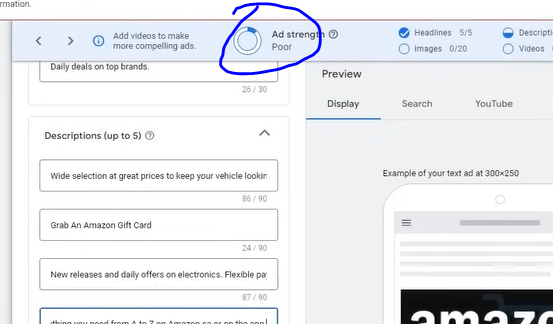 rmation.
Add videos to make
more compelling ads.
Ad strength
Poor
Headlines 5/5
Images 0/20
Descripti
Videos
Daily deals on top brands.
26 / 30
Descriptions (up to 5)
Wide selection at great prices to keep your vehicle lookin
86 / 90
Grab An Amazon Gift Card
24 / 90
New releases and daily offers on electronics. Flexible pay
87 / 90
thing you need from A to Z on Amazon.ca or on the app
Preview
Display
Search
YouTube
Example of your text ad at 300×250
amazo